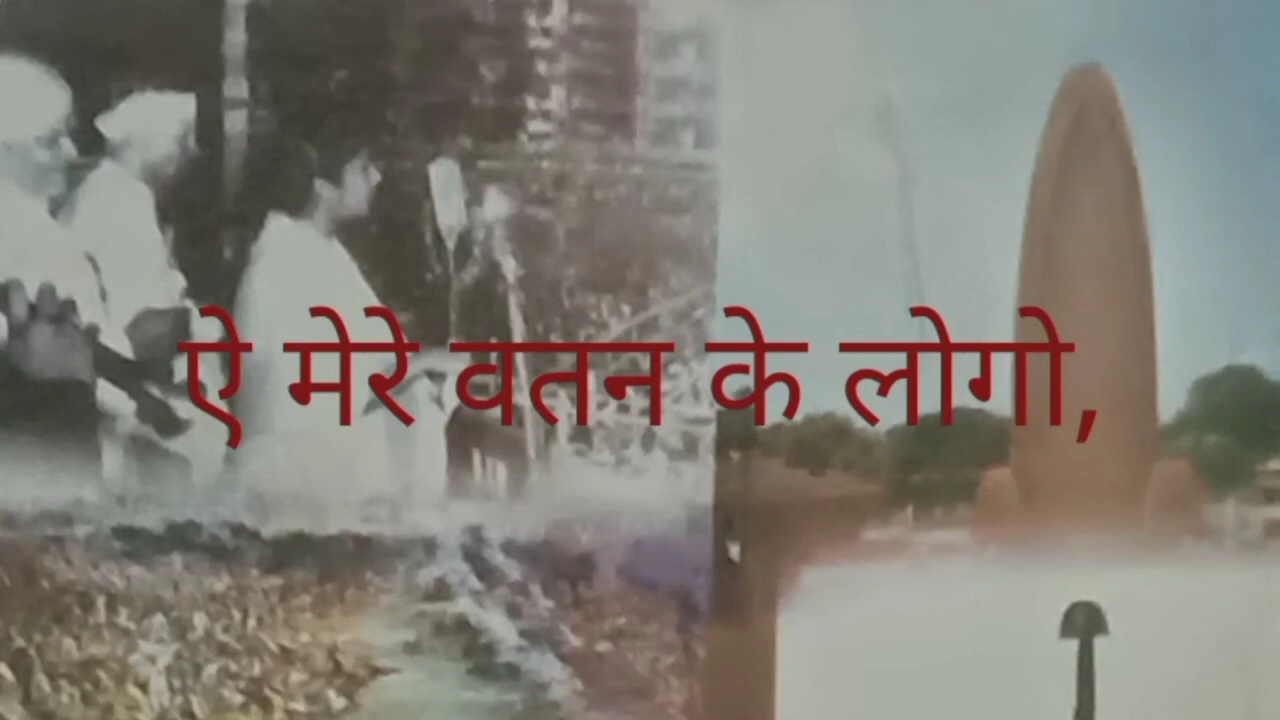 ऐ मेरे वतन के लोगो,